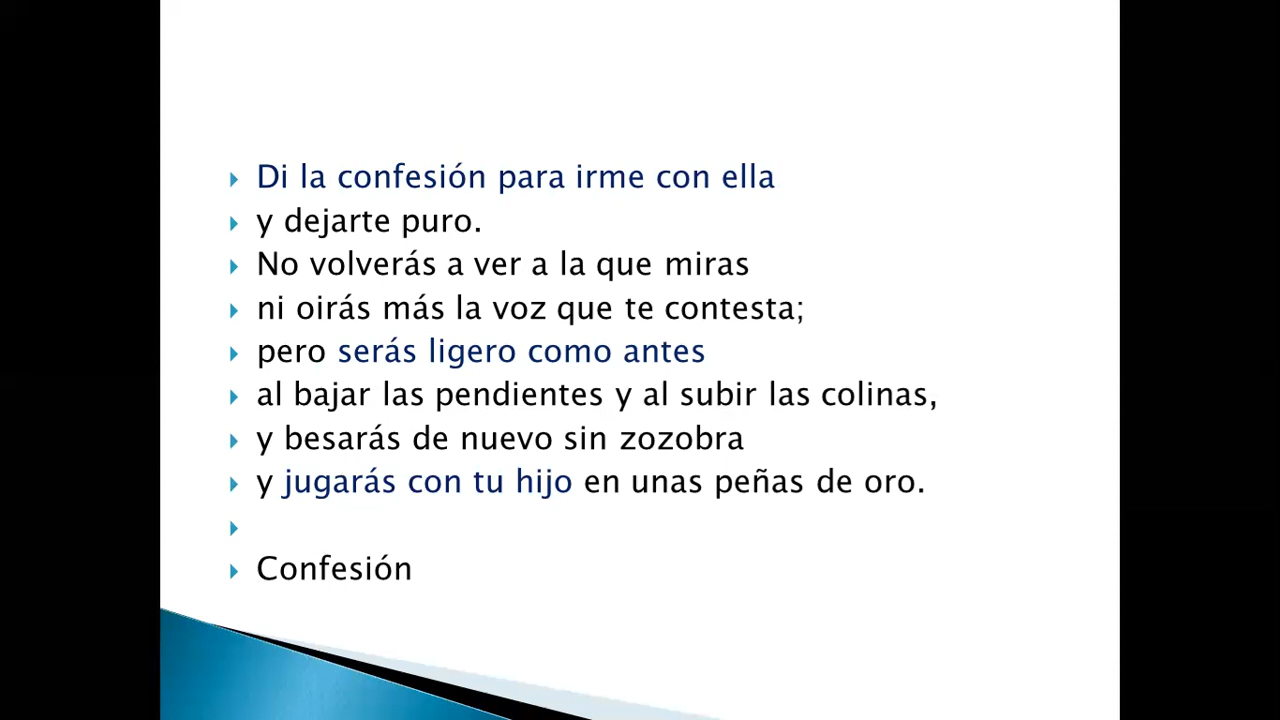 Di la confesión para irme con ella
y dejarte puro.
No volverás a ver a la que miras
ni oirás más la voz que te contesta;
pero serás ligero como antes
al bajar las pendientes y al subir las colinas,
y besarás de nuevo sin zozobra
y jugarás con tu hijo en unas peñas de oro.
Confesión